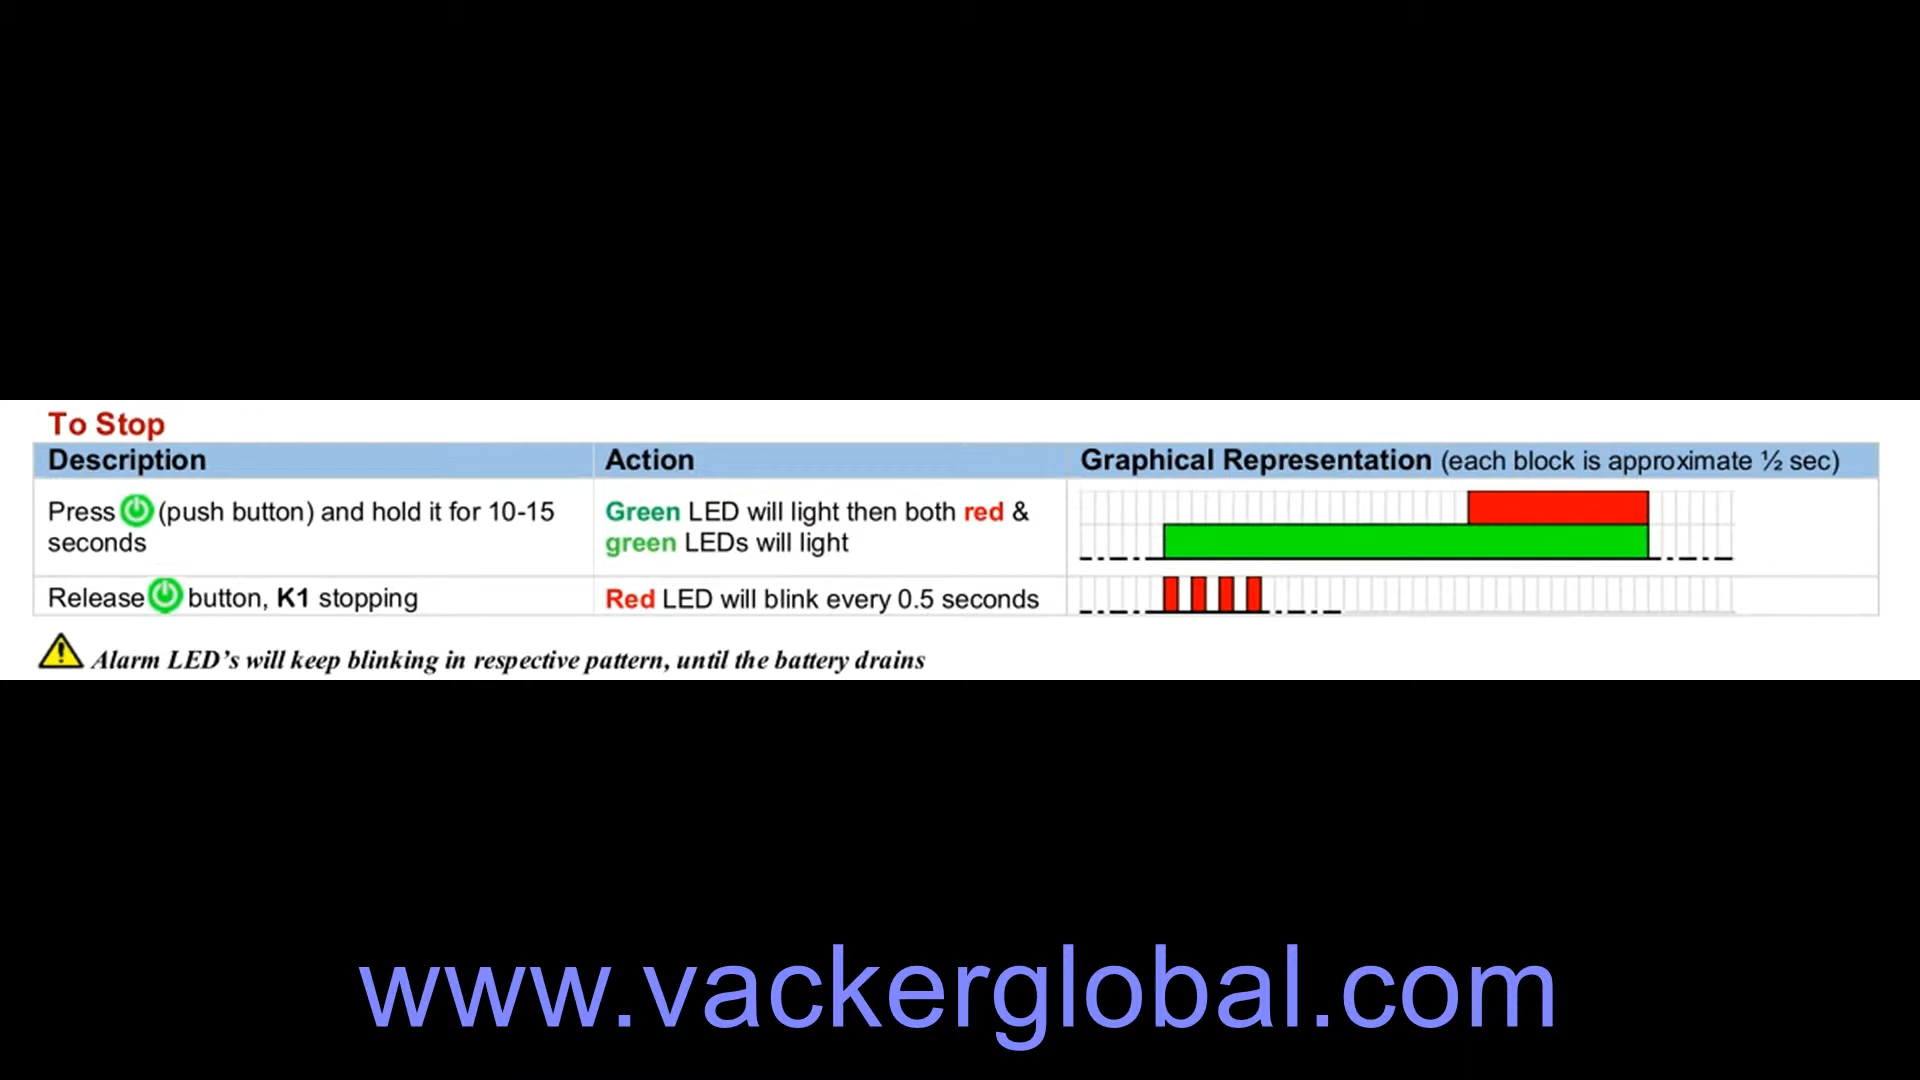 To Stop
Description Action Graphical Representation (each block is approximate ½ sec)
Press (push button) and hold it for 10-15
seconds
Green LED will light then both red &
green LEDs will light
Release button, K1 stopping
Red LED will blink every 0.5 seconds
Alarm LED’s will keep blinking in respective pattern, until the battery drains
www.vackerglobal.com